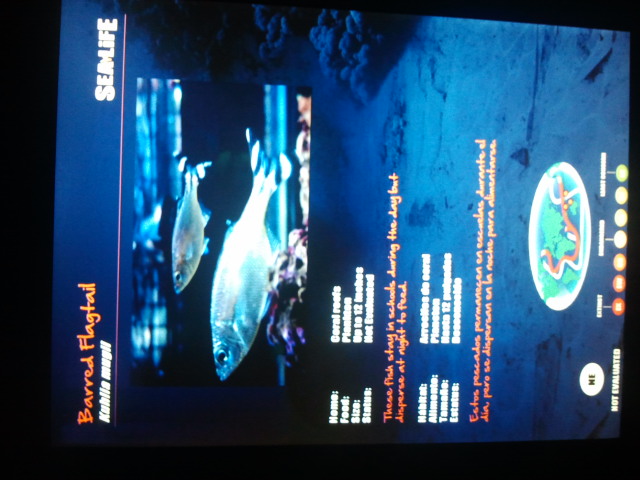 Barred Flagtail
Kuhlia mugil
SEA LIFE
Home: Coral reefs
Food: Plankton
Size: Up to 12 inches
Status: Not Evaluated
These fish stay in schools during the day but
disperse at night to feed.
Hábitat: Arrecifes de coral
Alimento: Plancton
Tamaño: Hasta 12 pulgadas
Estatus: Desconocido
Estos pescados permanecen en escuelas durante el
día, pero se dispersan en la noche para alimentarse.
NE
NOT EVALUATED
EXTINCT